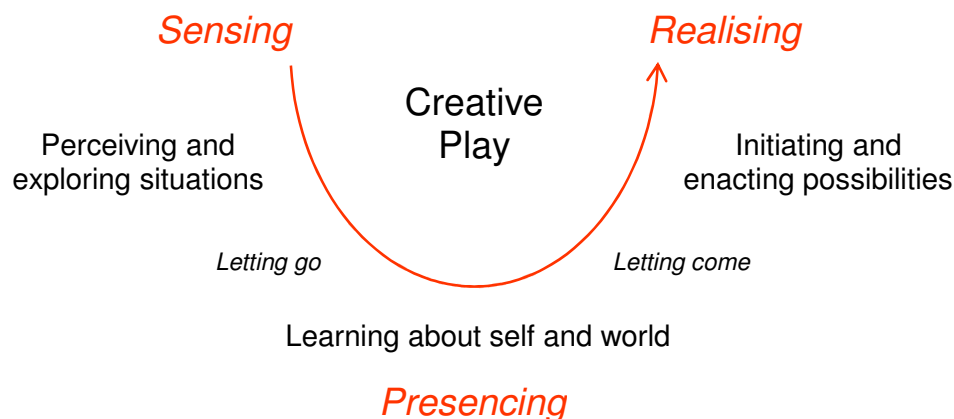 Sensing
Realising
Creative
Play
Perceiving and
exploring situations
Initiating and
enacting possibilities
Letting go
Letting come
Learning about self and world
Presencing